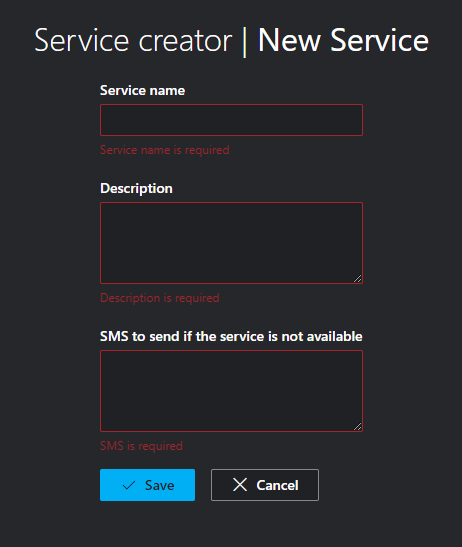 Service creator | New Service
Service name
Service name is required
Description
Description is required
SMS to send if the service is not available
SMS is required
Save
Cancel